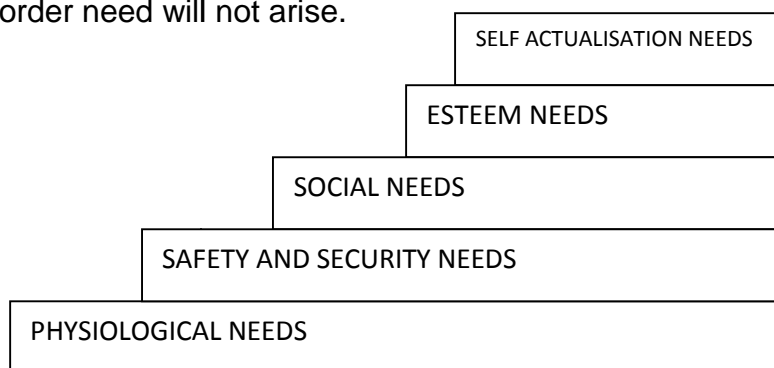 order need will not arise.
SELF ACTUALISATION NEEDS
ESTEEM NEEDS
SOCIAL NEEDS
SAFETY AND SECURITY NEEDS
PHYSIOLOGICAL NEEDS